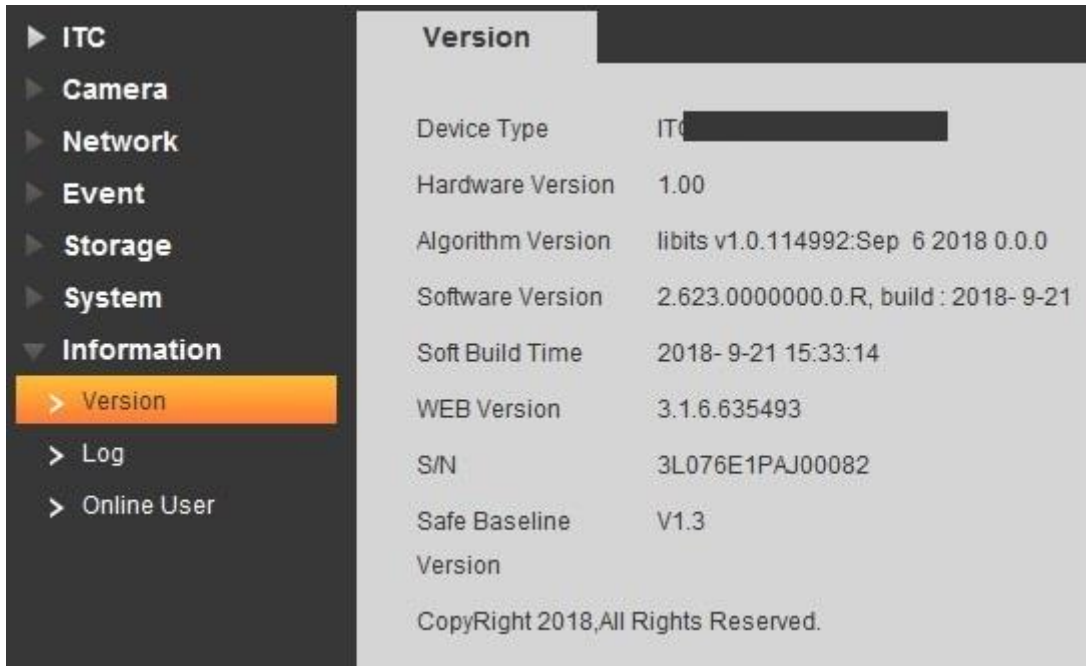 ITC
Camera
Network
Event
Storage
System
Information
Version
Log
Online User
Version
Device Type
Hardware Version 1.00
Algorithm Version libits v1.0.114992:Sep 6 2018 0.0.0
Software Version 2.623.0000000.0.R, build : 2018- 9-21
Soft Build Time 2018- 9-21 15:33:14
WEB Version 3.1.6.635493
S/N 3L076E1PAJ00082
Safe Baseline V1.3
Version
CopyRight 2018,All Rights Reserved.